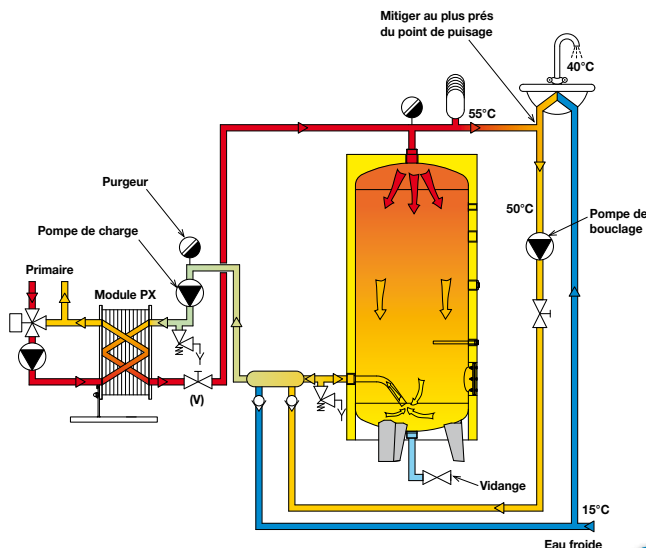 Mitiger au plus prés
du point de puisage
40°C
55°C
Purgeur
50°C
Pompe de
bouclage
Pompe de charge
Primaire
Module PX
(V)
Vidange
15°C
Eau froide